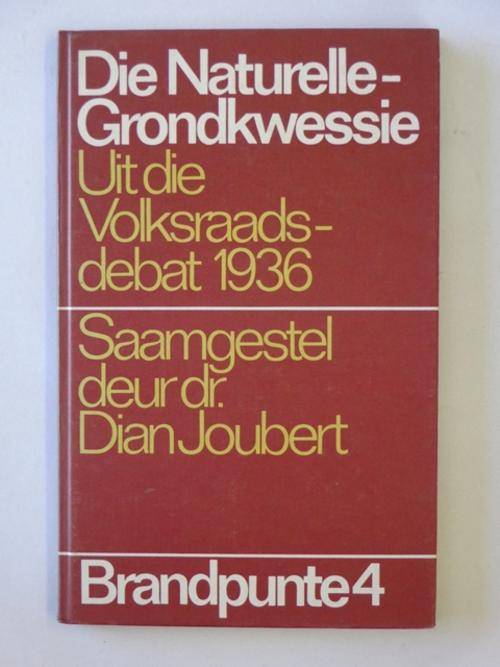 Die Naturelle-
Grondkwessie
Uit die
Volksraads-
debat 1936
Saamgestel
deur dr.
Dian Joubert
Brandpunte 4